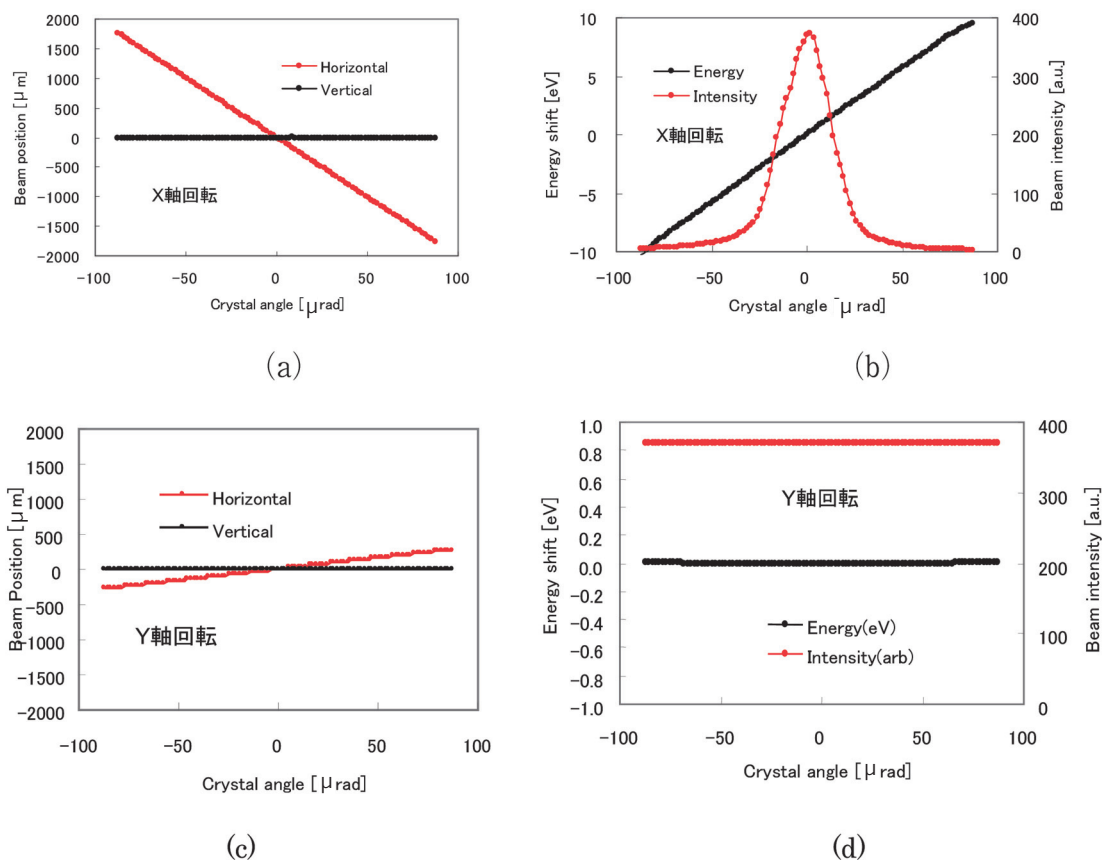 2000
1500
1000
500
0
-500
-1000
-1500
-2000
Beam position [μm]
Horizontal
Vertical
X軸回転
-100
-50
0
50
100
Crystal angle [μrad]
(a)
10
5
0
-5
-10
Energy shift [eV]
Energy
Intensity
X軸回転
400
300
200
100
0
Beam intensity [a.u.]
-100
-50
0
50
100
Crystal angle ˉμrad]
(b)
2000
1500
1000
500
0
-500
-1000
-1500
-2000
Beam Position [μm]
Horizontal
Vertical
Y軸回転
-100
-50
0
50
100
Crystal angle [μrad]
(c)
1.0
0.8
0.6
0.4
0.2
0.0
-0.2
-0.4
-0.6
-0.8
-1.0
Energy shift [eV]
Y軸回転
Energy(eV)
Intensity(arb)
400
300
200
100
0
Beam intensity [a.u.]
-100
-50
0
50
100
Crystal angle [μrad]
(d)